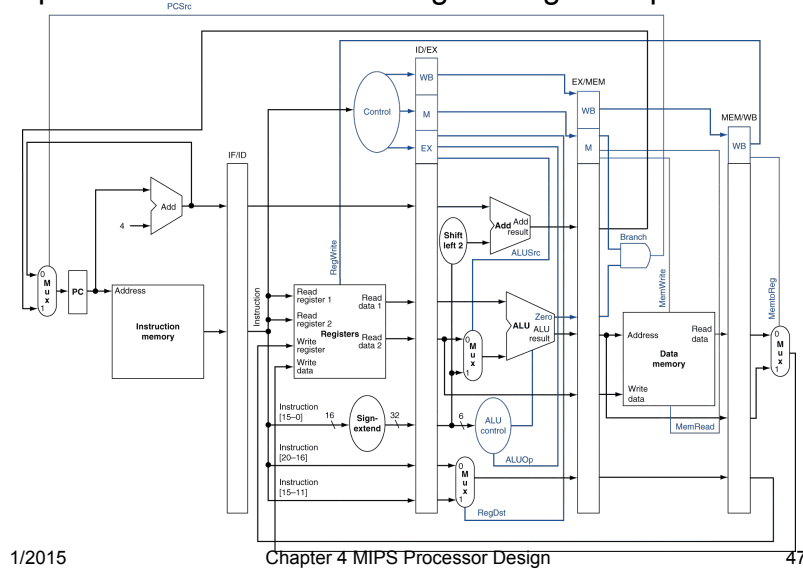 PCSrc
ID/EX
WB
EX/MEM
Control
M
WB
MEM/WB
EX
M
WB
IF/ID
Add
4
Add
Add
result
Shift
left 2
Branch
ALUSrc
RegWrite
MemWrite
MemtoReg
0
M
u
x
1
PC
Address
Instruction
memory
Instruction
Read
register 1
Read
register 2
Write
register
Write
data
Registers
Read
data 1
Read
data 2
0
M
u
x
1
Zero
ALU
ALU
result
Address
Write
data
Read
data
Data
memory
0
M
u
x
1
Instruction
[15–0]
16
Sign-
extend
32
6
ALU
control
MemRead
Instruction
[20–16]
ALUOp
Instruction
[15–11]
0
M
u
x
1
RegDst
1/2015
Chapter 4 MIPS Processor Design
47